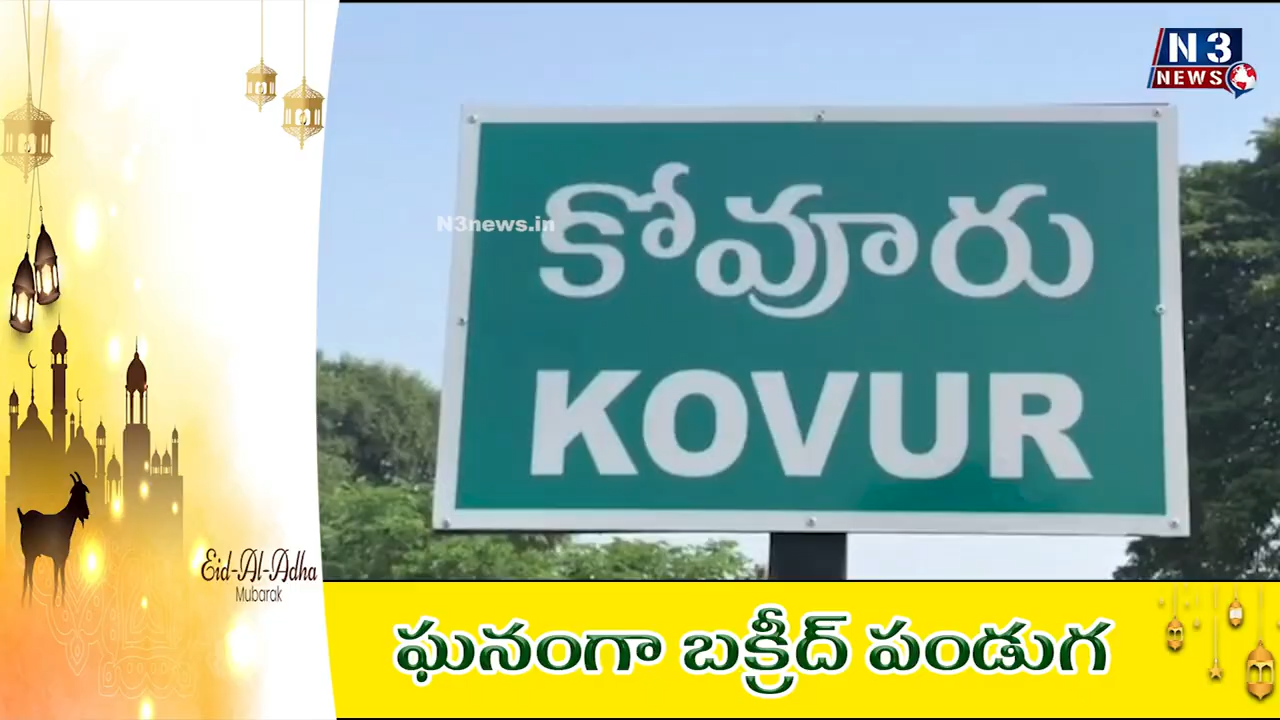 N3
NEWS
N3news.in
కోవూరు
KOVUR
Eid-Al-Adha
Mubarak
ఘనంగా బక్రీద్ పండుగ